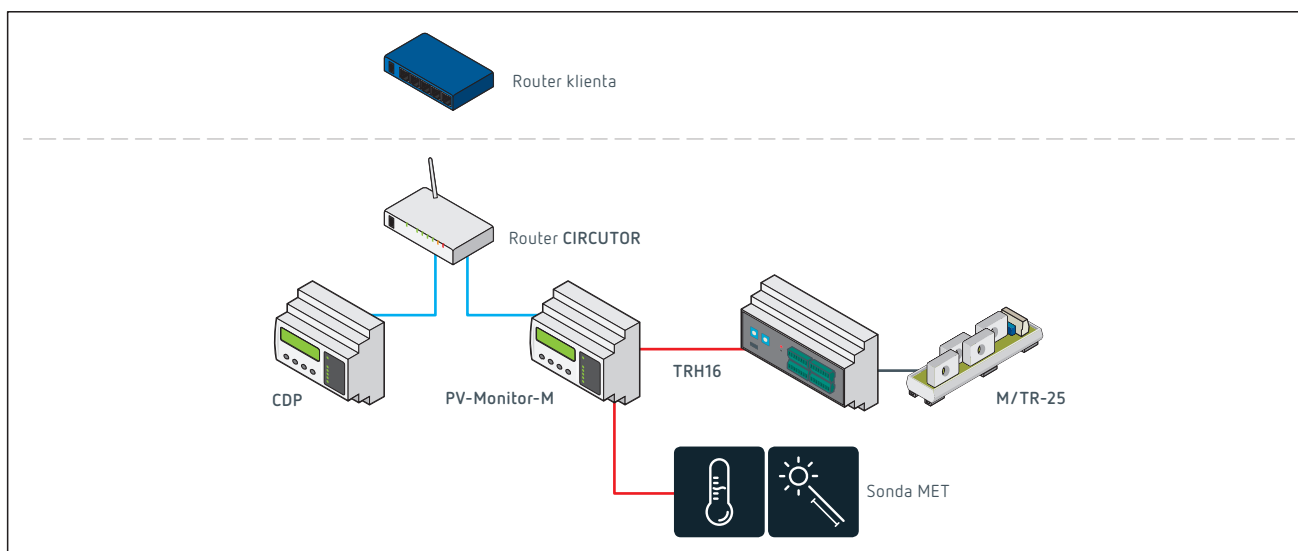 Router klienta
Router CIRCUTOR
CDP
PV-Monitor-M
TRH16
M/TR-25
Sonda MET